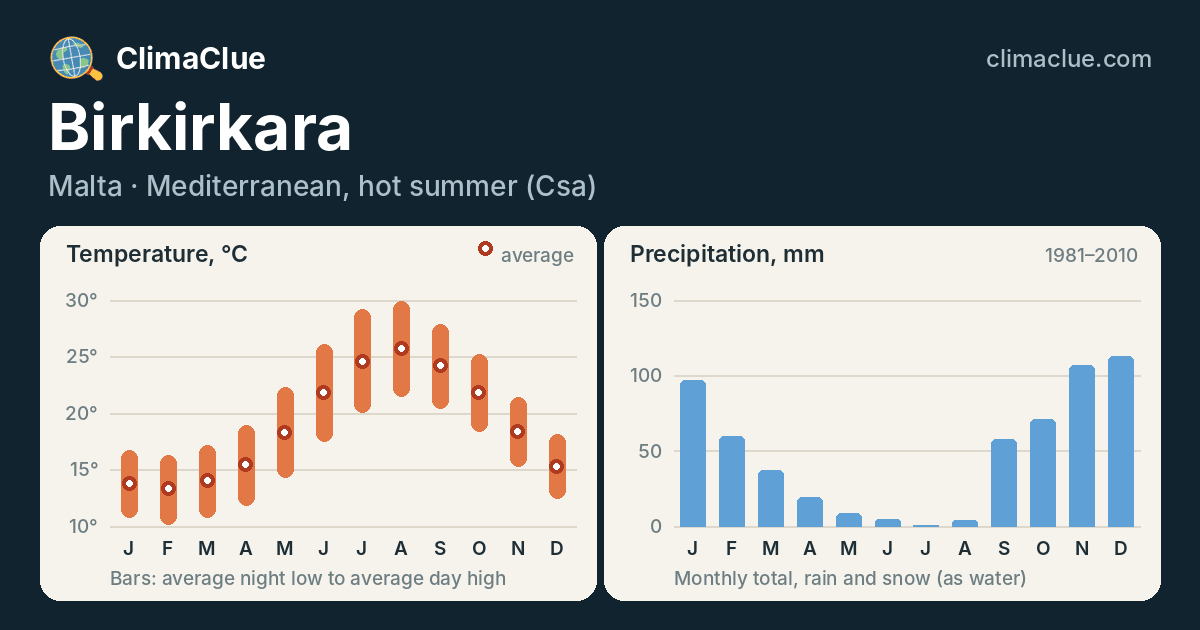 ClimaClue
climaclue.com
Birkirkara
Malta · Mediterranean, hot summer (Csa)
Temperature, °C
average
30°
25°
20°
15°
10°
J F M A M J J A S O N D
Bars: average night low to average day high
Precipitation, mm
1981–2010
150
100
50
0
J F M A M J J A S O N D
Monthly total, rain and snow (as water)